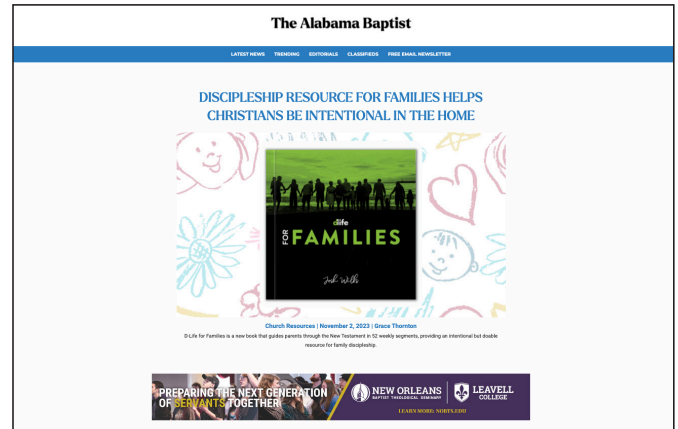 The Alabama Baptist
LATEST NEWS TRENDING EDITORIALS CLASSIFIEDS FREE EMAIL NEWSLETTER
DISCIPLESHIP RESOURCE FOR FAMILIES HELPS
CHRISTIANS BE INTENTIONAL IN THE HOME
dlife
FOR FAMILIES
Josh Wilks
Church Resources | November 2, 2023 | Grace Thornton
D-Life for Families is a new book that guides parents through the New Testament in 52 weekly segments, providing an intentional but doable
resource for family discipleship.
PREPARING THE NEXT GENERATION
OF SERVANTS TOGETHER
NEW ORLEANS
BAPTIST THEOLOGICAL SEMINARY
LEAVELL
COLLEGE
LEARN MORE: NOBTS.EDU